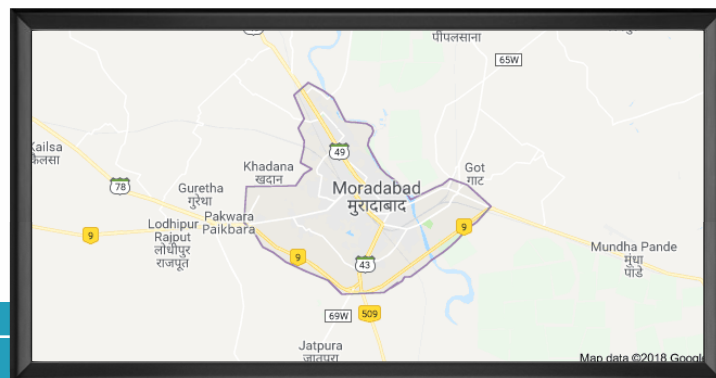 पीपलसाना
65W
49
Kailsa
कैलसा
Khadana
खदान
Got
गाट
78
Guretha
गुरेथा
Moradabad
मुरादाबाद
Pakwara
Paikbara
9
Lodhipur
Rajput
लोधीपुर
राजपूत
9
9
43
Mundha Pande
मुंधा
पांडे
69W
509
Jatpura
जातपुरा
Map data ©2018 Google